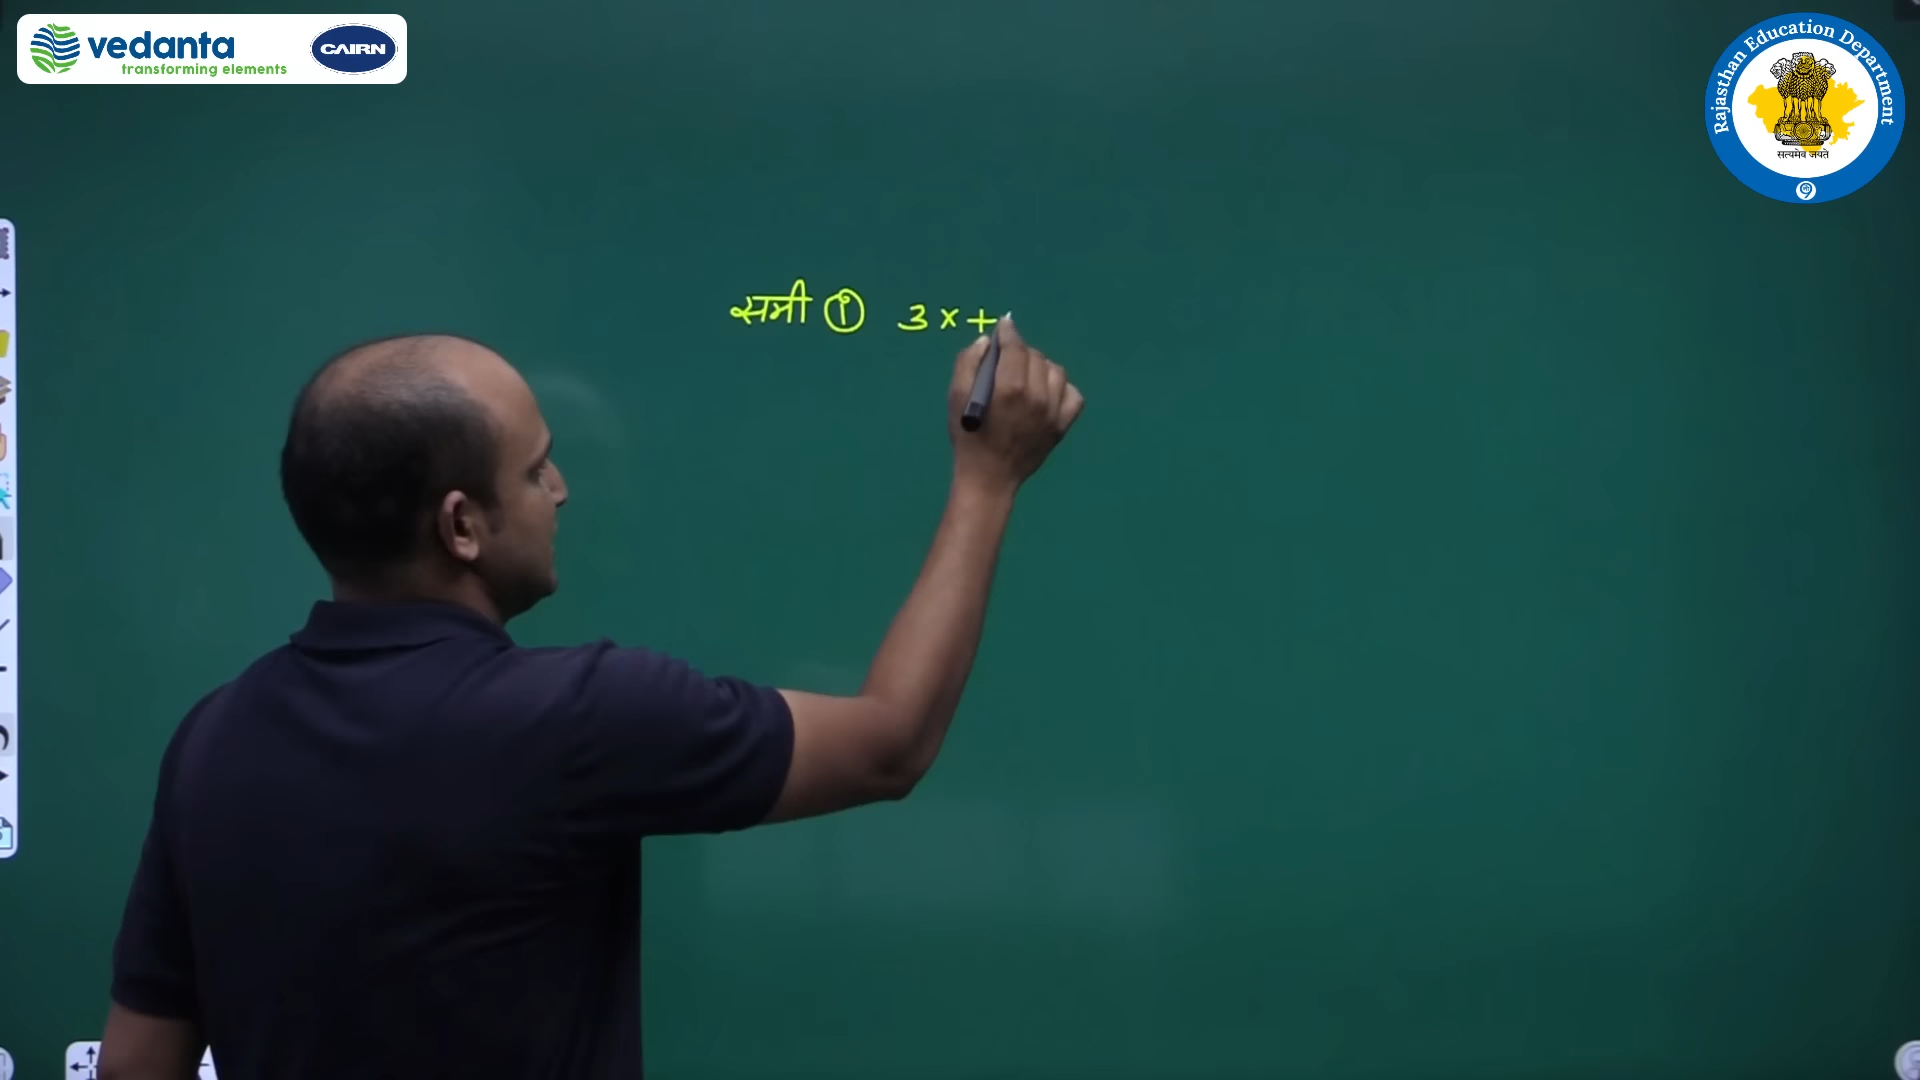 vedanta
transforming elements
CAIRN
Rajasthan Education Department
सत्यमेव जयते
समी ① 3x+